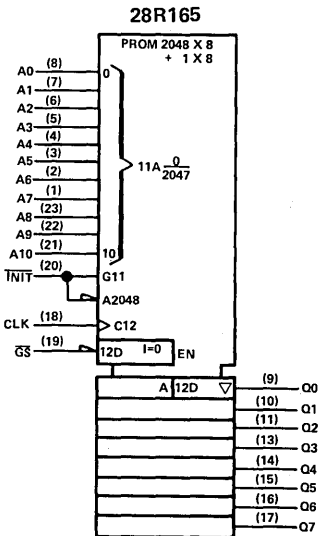 28R165
PROM 2048 X 8
+ 1 X 8
A0 (8) 0
A1 (7)
A2 (6)
A3 (5)
A4 (4)
A5 (3)
A6 (2)
A7 (1)
A8 (23)
A9 (22)
A10 (21) 10
11A 0
2047
INIT (20) G11
A2048
CLK (18) C12
GS (19) 12D I=0 EN
A 12D (9) Q0
(10) Q1
(11) Q2
(13) Q3
(14) Q4
(15) Q5
(16) Q6
(17) Q7